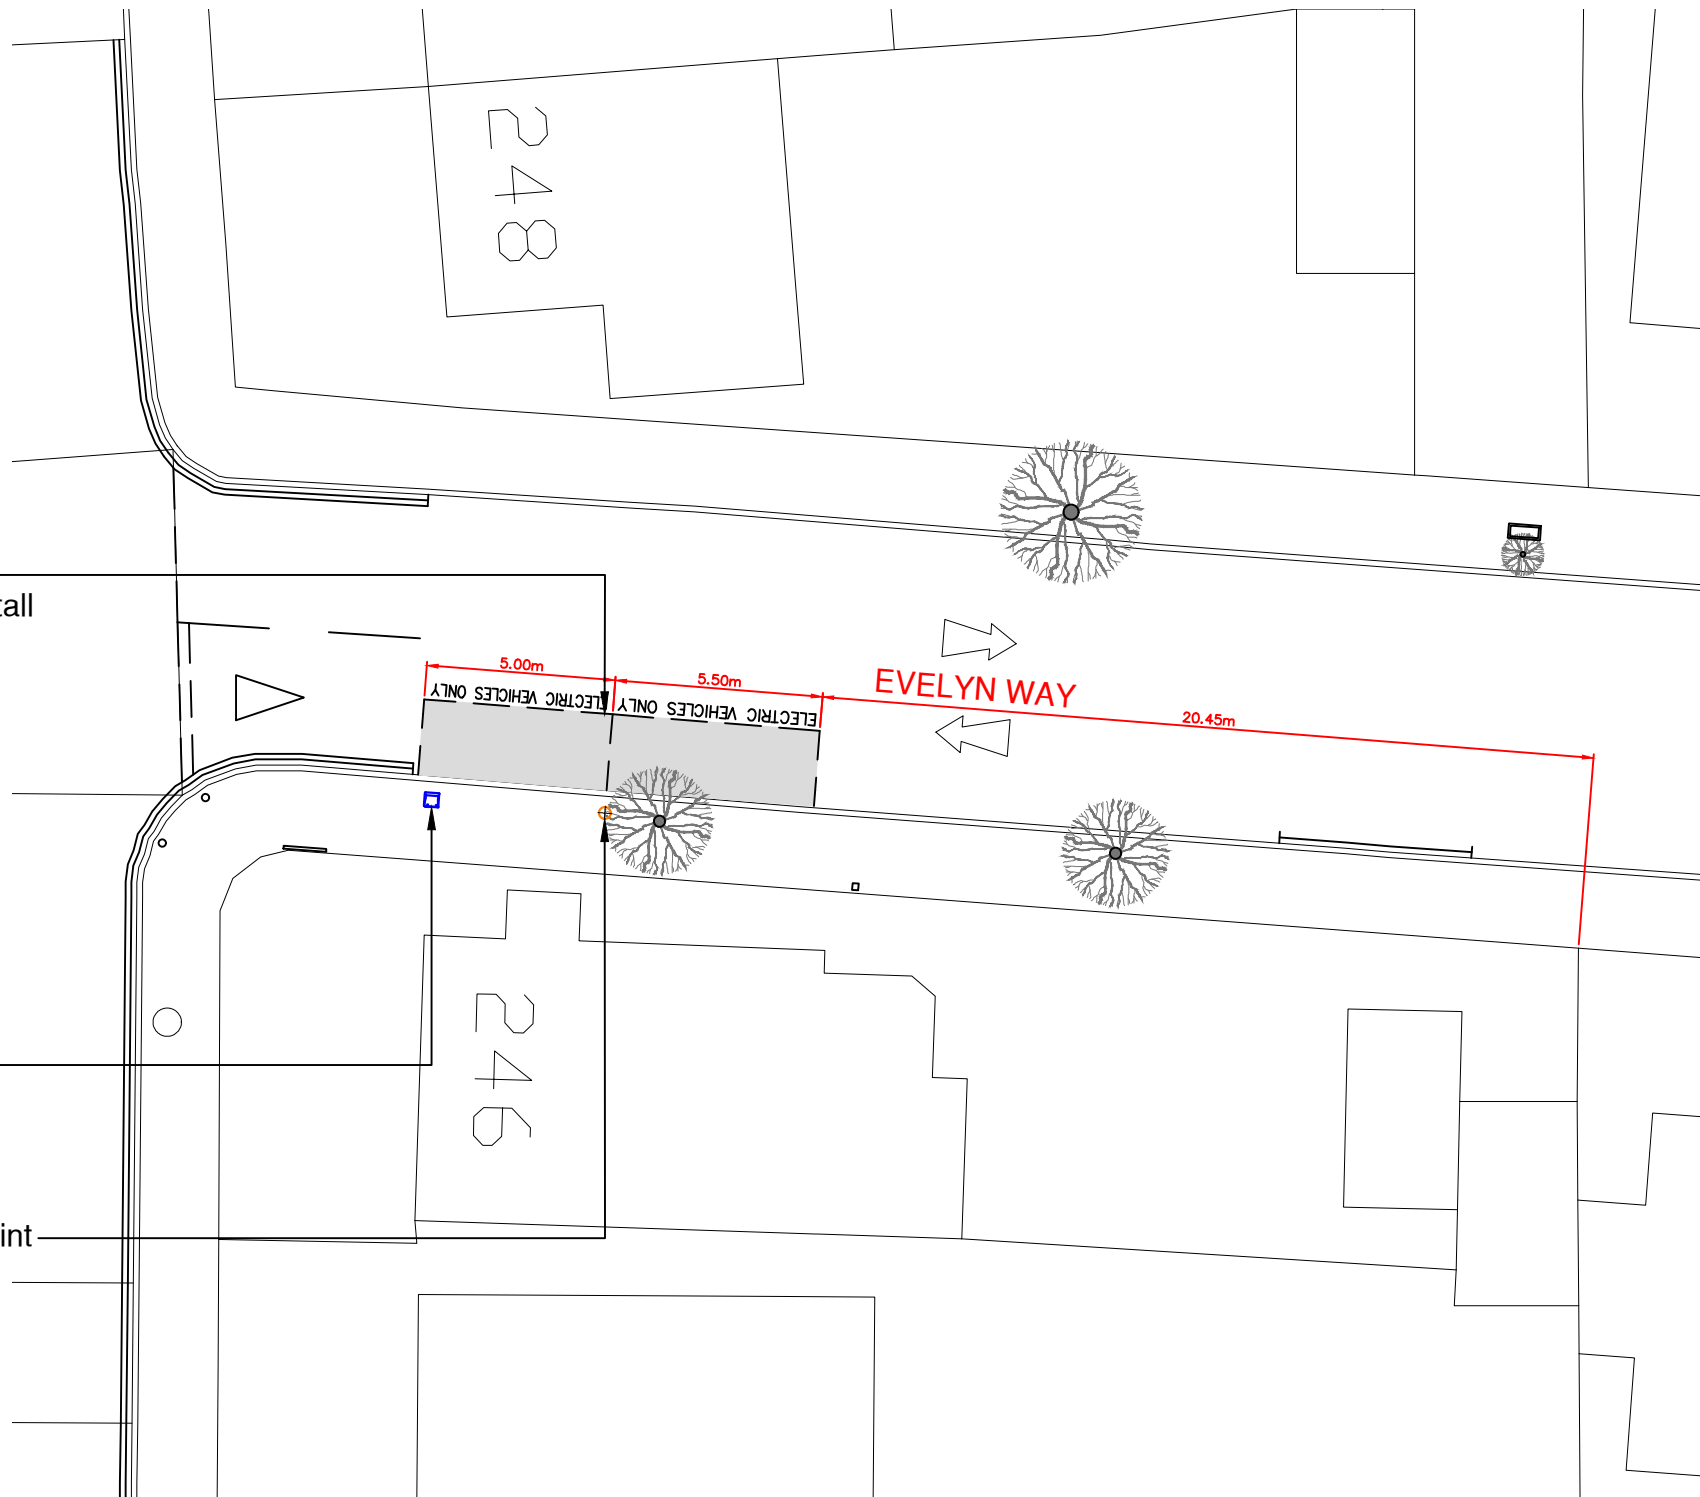 248
tall
5.00m
5.50m
EVELYN WAY
20.45m
ELECTRIC VEHICLES ONLY
ELECTRIC VEHICLES ONLY
246
int